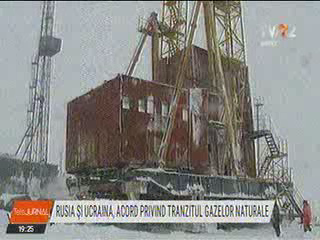 TVR 2
TeleJURNAL
RUSIA ȘI UCRAINA, ACORD PRIVIND TRANZITUL GAZELOR NATURALE
19:25